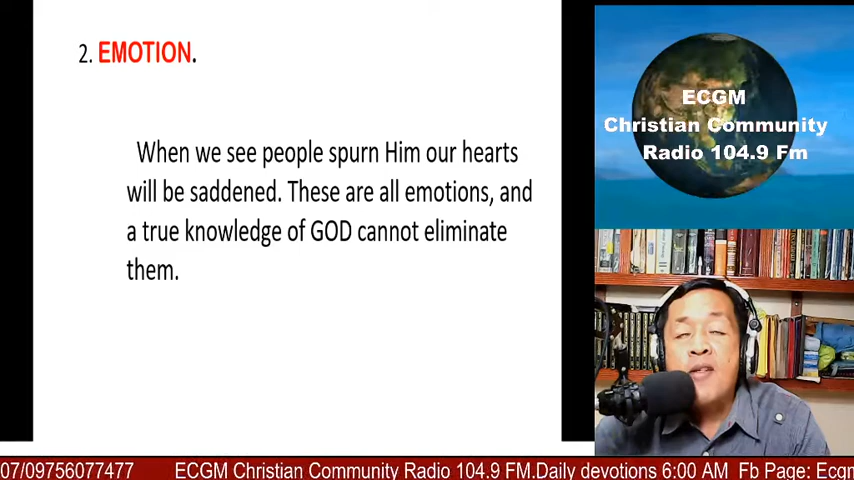 2. EMOTION.
When we see people spurn Him our hearts
will be saddened. These are all emotions, and
a true knowledge of GOD cannot eliminate
them.
ECGM
Christian Community
Radio 104.9 Fm
07/09756077477 ECGM Christian Community Radio 104.9 FM.Daily devotions 6:00 AM Fb Page: Ecgm